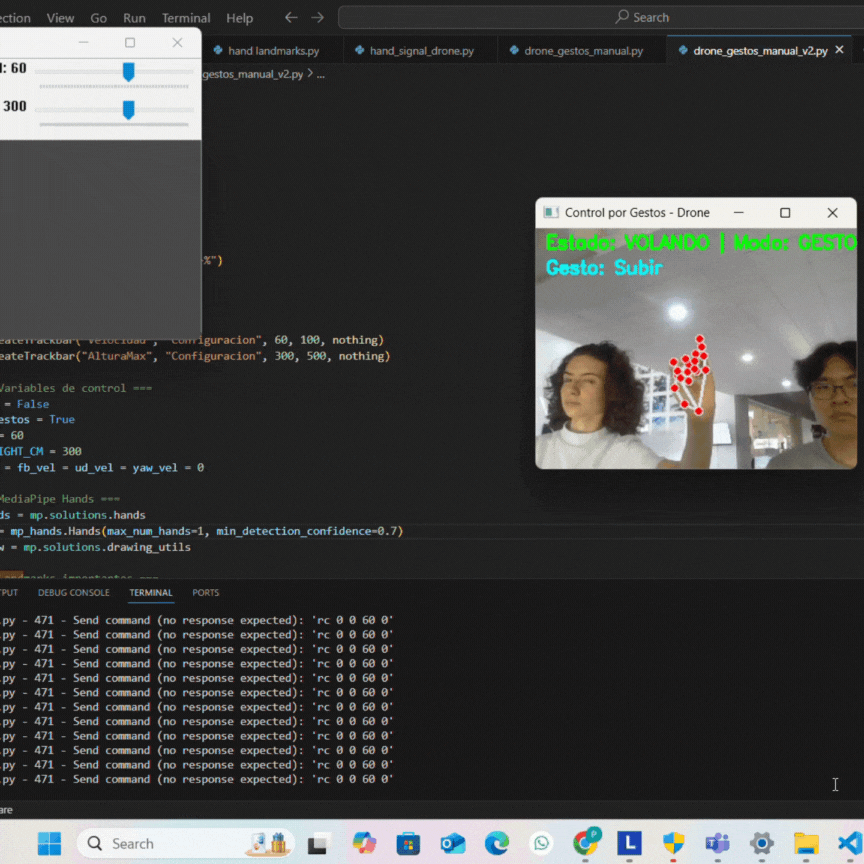 ection View Go Run Terminal Help Search
hand landmarks.py hand_signal_drone.py drone_gestos_manual.py drone_gestos_manual_v2.py
l: 60
gestos_manual_v2.py > ...
300
Control por Gestos - Drone
Estado: VOLANDO | Modo: GESTO
Gesto: Subir
%")
eateTrackbar("Velocidad", "Configuracion", 60, 100, nothing)
eateTrackbar("AlturaMax", "Configuracion", 300, 500, nothing)
Variables de control ===
= False
estos = True
= 60
IGHT_CM = 300
= fb_vel = ud_vel = yaw_vel = 0
MediaPipe Hands ===
ds = mp.solutions.hands
= mp_hands.Hands(max_num_hands=1, min_detection_confidence=0.7)
w = mp.solutions.drawing_utils
andmarks importantes ===
PUT DEBUG CONSOLE TERMINAL PORTS
.py - 471 - Send command (no response expected): 'rc 0 0 60 0'
.py - 471 - Send command (no response expected): 'rc 0 0 60 0'
.py - 471 - Send command (no response expected): 'rc 0 0 60 0'
.py - 471 - Send command (no response expected): 'rc 0 0 60 0'
.py - 471 - Send command (no response expected): 'rc 0 0 60 0'
.py - 471 - Send command (no response expected): 'rc 0 0 60 0'
.py - 471 - Send command (no response expected): 'rc 0 0 60 0'
.py - 471 - Send command (no response expected): 'rc 0 0 60 0'
.py - 471 - Send command (no response expected): 'rc 0 0 60 0'
.py - 471 - Send command (no response expected): 'rc 0 0 60 0'
.py - 471 - Send command (no response expected): 'rc 0 0 60 0'
.py - 471 - Send command (no response expected): 'rc 0 0 60 0'
are
Search
P
L